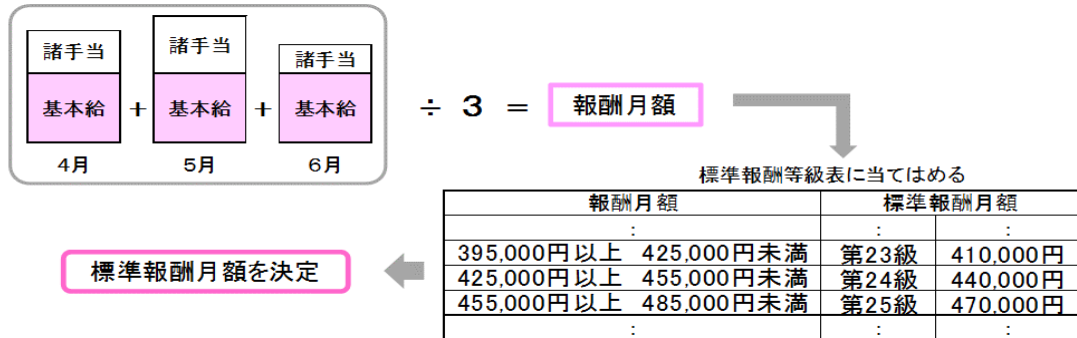 諸手当 諸手当 諸手当
基本給 + 基本給 + 基本給 ÷ 3 = 報酬月額
4月 5月 6月
標準報酬等級表に当てはめる
報酬月額 標準報酬月額
: : :
395,000円以上 425,000円未満 第23級 410,000円
425,000円以上 455,000円未満 第24級 440,000円
455,000円以上 485,000円未満 第25級 470,000円
: : :
標準報酬月額を決定